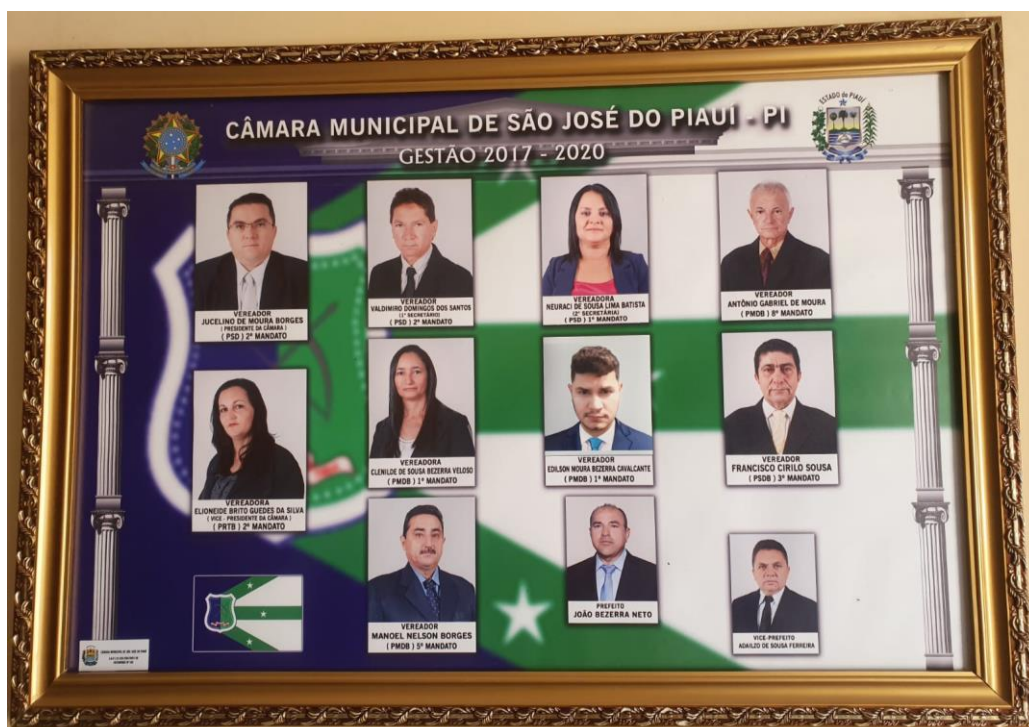 CÂMARA MUNICIPAL DE SÃO JOSÉ DO PIAUÍ - PI
GESTÃO 2017 - 2020
ESTADO do PIAUÍ
VEREADOR
JUCELINO DE MOURA BORGES
( PRESIDENTE DA CÂMARA )
( PSD ) 2º MANDATO
VEREADOR
VALDIMIRO DOMINGOS DOS SANTOS
(1º SECRETÁRIO)
( PSD ) 2º MANDATO
VEREADORA
NEURACI DE SOUSA LIMA BATISTA
(2ª SECRETÁRIA)
( PSD ) 1º MANDATO
VEREADOR
ANTÔNIO GABRIEL DE MOURA
( PMDB ) 8º MANDATO
VEREADORA
ELIONEIDE BRITO GUEDES DA SILVA
( VICE - PRESIDENTE DA CÂMARA )
( PRTB ) 2º MANDATO
VEREADORA
CLENILDE DE SOUSA BEZERRA VELOSO
( PMDB ) 1º MANDATO
VEREADOR
EDILSON MOURA BEZERRA CAVALCANTE
( PMDB ) 1º MANDATO
VEREADOR
FRANCISCO CIRILO SOUSA
( PSDB ) 3º MANDATO
VEREADOR
MANOEL NELSON BORGES
( PMDB ) 5º MANDATO
PREFEITO
JOÃO BEZERRA NETO
VICE-PREFEITO
ADAILZO DE SOUSA FERREIRA